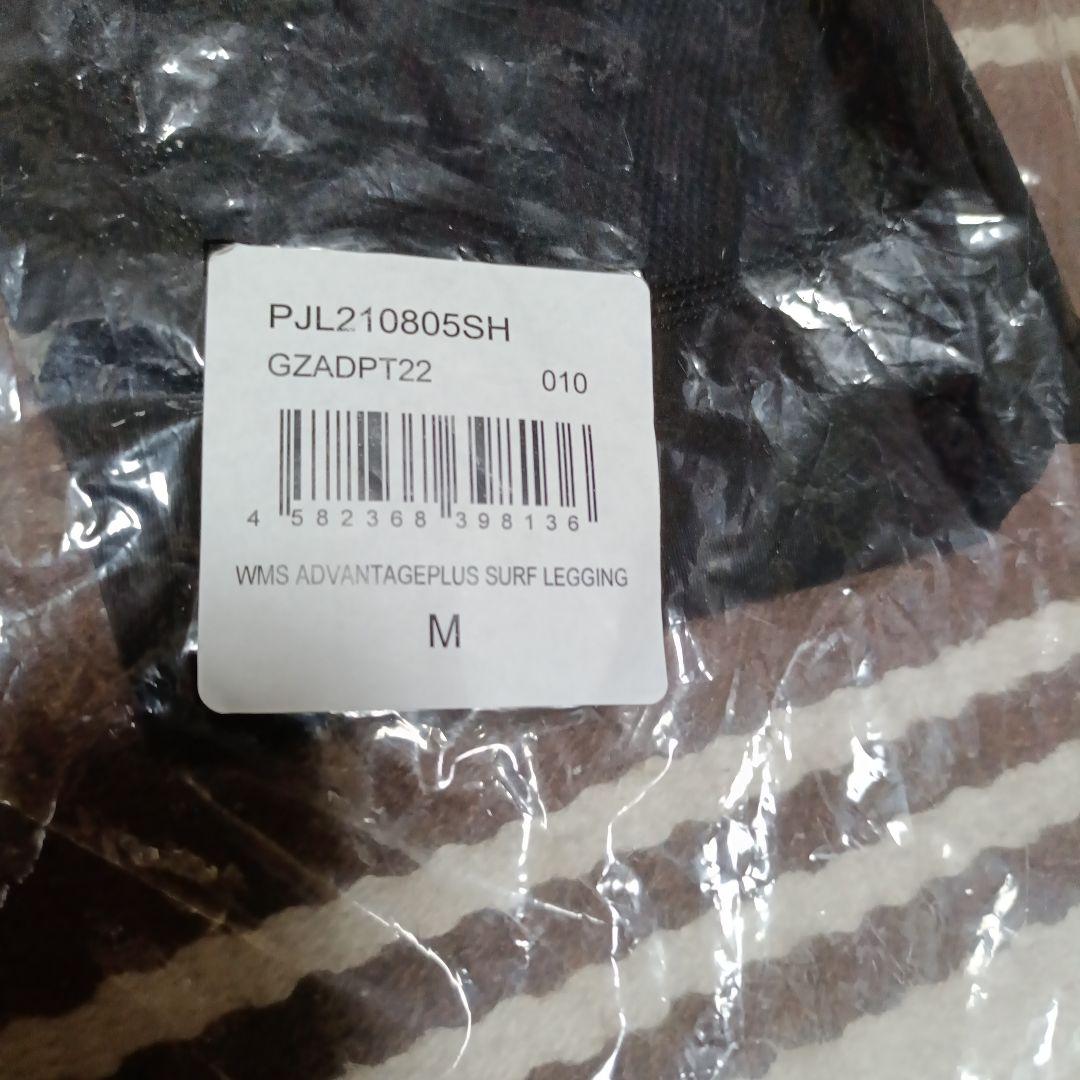 PJL210805SH
GZADPT22 010
4 582368 398136
WMS ADVANTAGEPLUS SURF LEGGING
M